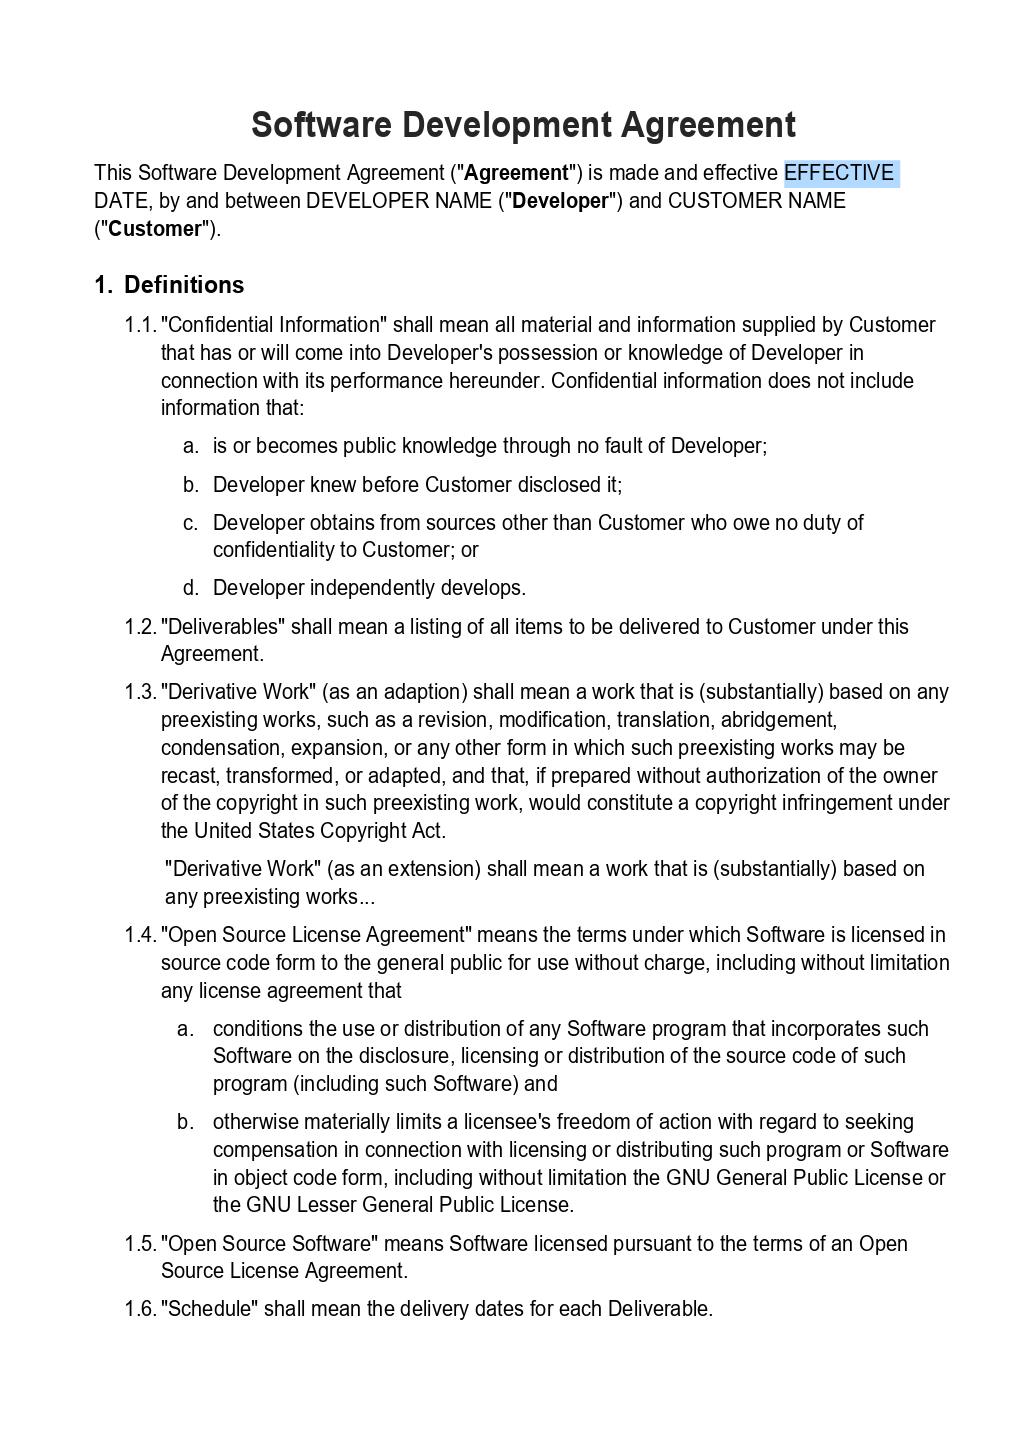 Software Development Agreement
This Software Development Agreement ("Agreement") is made and effective EFFECTIVE
DATE, by and between DEVELOPER NAME ("Developer") and CUSTOMER NAME
("Customer").
1. Definitions
1.1. "Confidential Information" shall mean all material and information supplied by Customer
that has or will come into Developer's possession or knowledge of Developer in
connection with its performance hereunder. Confidential information does not include
information that:
a. is or becomes public knowledge through no fault of Developer;
b. Developer knew before Customer disclosed it;
c. Developer obtains from sources other than Customer who owe no duty of
confidentiality to Customer; or
d. Developer independently develops.
1.2. "Deliverables" shall mean a listing of all items to be delivered to Customer under this
Agreement.
1.3. "Derivative Work" (as an adaption) shall mean a work that is (substantially) based on any
preexisting works, such as a revision, modification, translation, abridgement,
condensation, expansion, or any other form in which such preexisting works may be
recast, transformed, or adapted, and that, if prepared without authorization of the owner
of the copyright in such preexisting work, would constitute a copyright infringement under
the United States Copyright Act.
"Derivative Work" (as an extension) shall mean a work that is (substantially) based on
any preexisting works...
1.4. "Open Source License Agreement" means the terms under which Software is licensed in
source code form to the general public for use without charge, including without limitation
any license agreement that
a. conditions the use or distribution of any Software program that incorporates such
Software on the disclosure, licensing or distribution of the source code of such
program (including such Software) and
b. otherwise materially limits a licensee's freedom of action with regard to seeking
compensation in connection with licensing or distributing such program or Software
in object code form, including without limitation the GNU General Public License or
the GNU Lesser General Public License.
1.5. "Open Source Software" means Software licensed pursuant to the terms of an Open
Source License Agreement.
1.6. "Schedule" shall mean the delivery dates for each Deliverable.